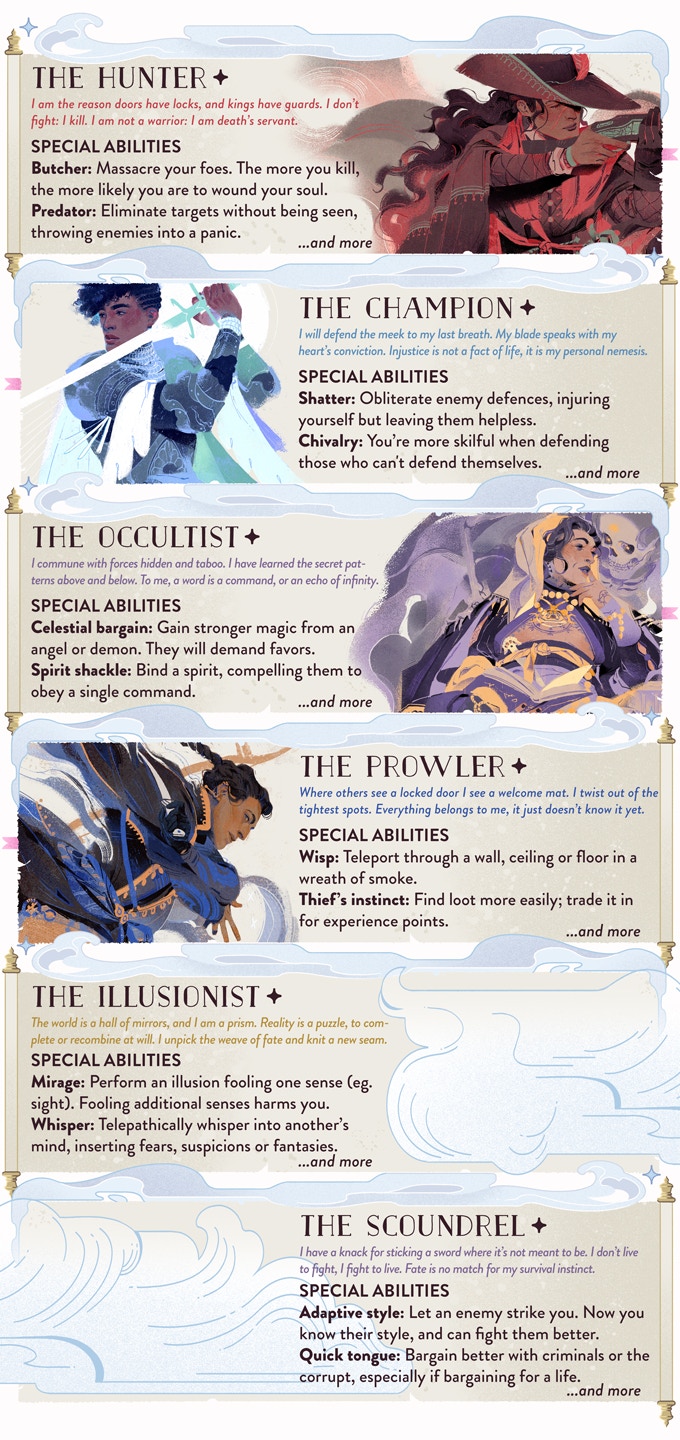 THE HUNTER
I am the reason doors have locks, and kings have guards. I don't
fight: I kill. I am not a warrior: I am death's servant.
SPECIAL ABILITIES
Butcher: Massacre your foes. The more you kill,
the more likely you are to wound your soul.
Predator: Eliminate targets without being seen,
throwing enemies into a panic.
...and more
THE CHAMPION
I will defend the meek to my last breath. My blade speaks with my
heart's conviction. Injustice is not a fact of life, it is my personal nemesis.
SPECIAL ABILITIES
Shatter: Obliterate enemy defences, injuring
yourself but leaving them helpless.
Chivalry: You're more skilful when defending
those who can't defend themselves.
...and more
THE OCCULTIST
I commune with forces hidden and taboo. I have learned the secret pat-
terns above and below. To me, a word is a command, or an echo of infinity.
SPECIAL ABILITIES
Celestial bargain: Gain stronger magic from an
angel or demon. They will demand favors.
Spirit shackle: Bind a spirit, compelling them to
obey a single command.
...and more
THE PROWLER
Where others see a locked door I see a welcome mat. I twist out of the
tightest spots. Everything belongs to me, it just doesn't know it yet.
SPECIAL ABILITIES
Wisp: Teleport through a wall, ceiling or floor in a
wreath of smoke.
Thief's instinct: Find loot more easily; trade it in
for experience points.
...and more
THE ILLUSIONIST
The world is a hall of mirrors, and I am a prism. Reality is a puzzle, to com-
plete or recombine at will. I unpick the weave of fate and knit a new seam.
SPECIAL ABILITIES
Mirage: Perform an illusion fooling one sense (eg.
sight). Fooling additional senses harms you.
Whisper: Telepathically whisper into another's
mind, inserting fears, suspicions or fantasies.
...and more
THE SCOUNDREL
I have a knack for sticking a sword where it's not meant to be. I don't live
to fight, I fight to live. Fate is no match for my survival instinct.
SPECIAL ABILITIES
Adaptive style: Let an enemy strike you. Now you
know their style, and can fight them better.
Quick tongue: Bargain better with criminals or the
corrupt, especially if bargaining for a life.
...and more